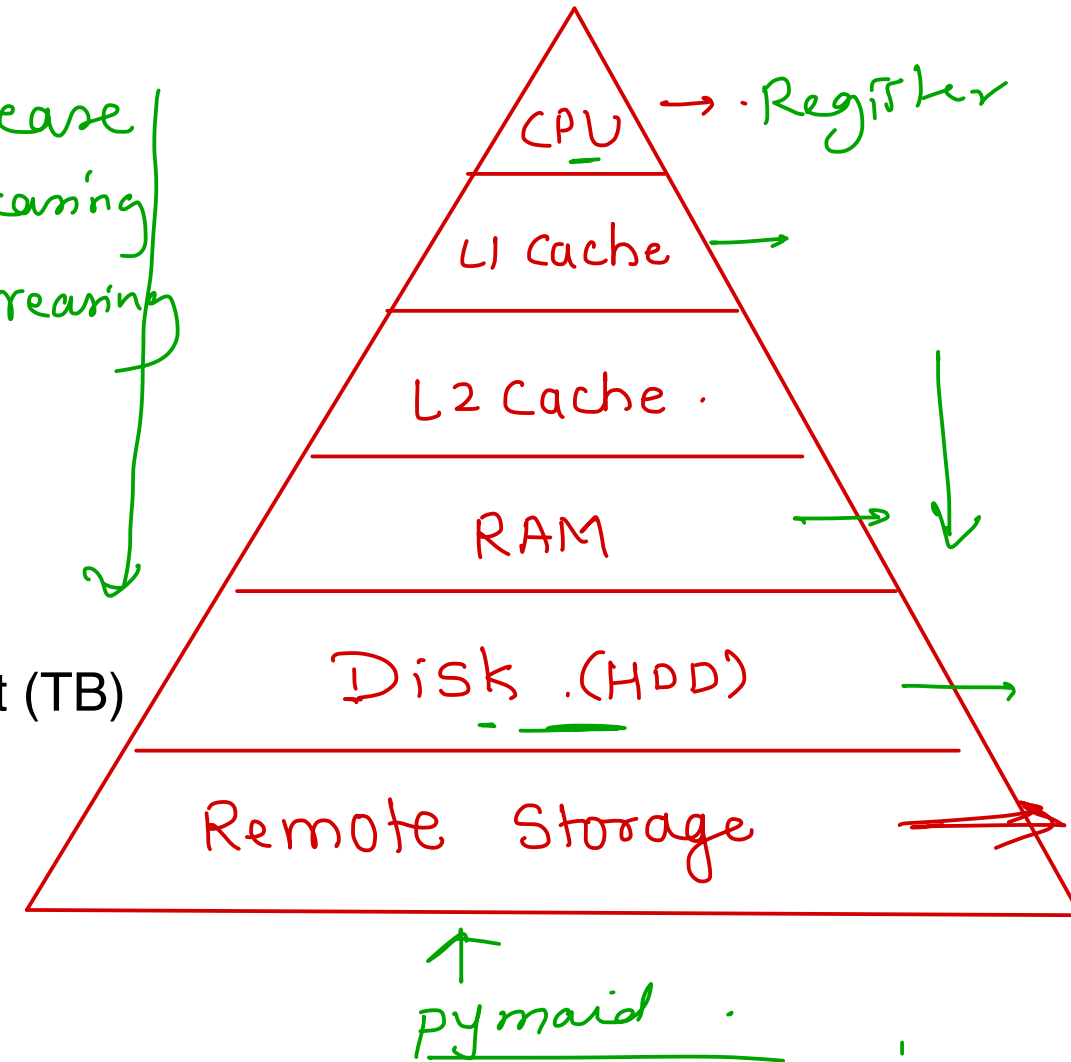 CPU → . Register
ease
L1 Cache
easing
reasing
L2 Cache .
RAM
t (TB)
Disk .(HDD)
Remote Storage
pymaid .